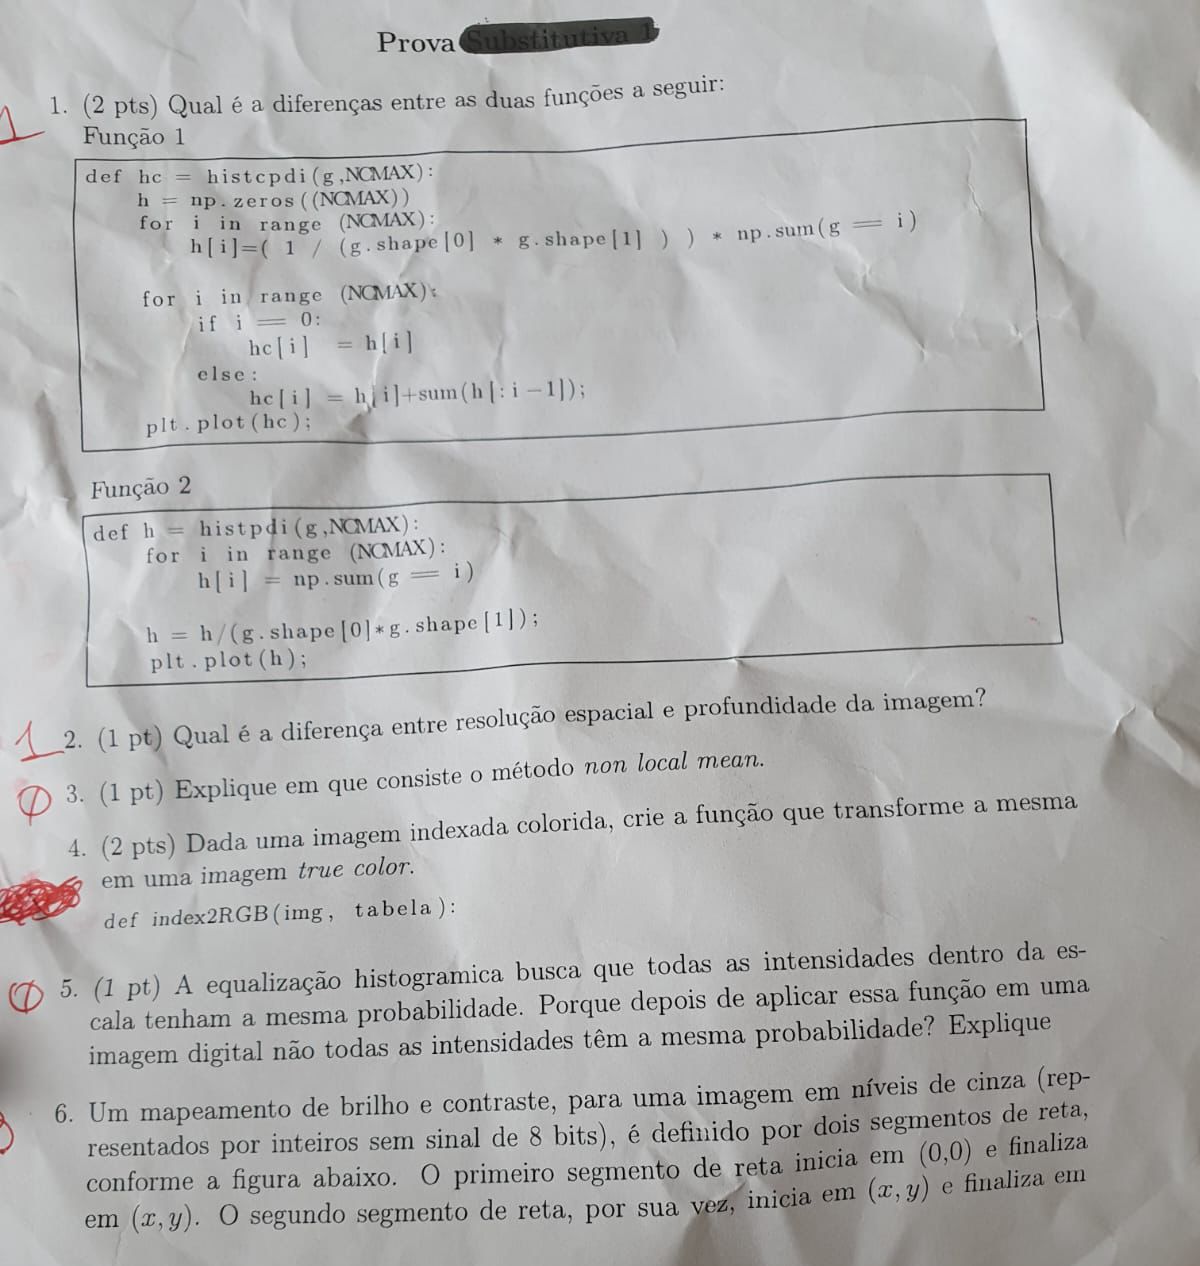 Prova Substitutiva 1
1. (2 pts) Qual é a diferenças entre as duas funções a seguir:
1
Função 1
def hc = histcpdi(g,NCMAX):
h = np.zeros((NCMAX))
for i in range (NCMAX):
h[i]=( 1 / (g.shape[0] * g.shape[1] ) ) * np.sum(g == i)
for i in range (NCMAX):
if i == 0:
hc[i] = h[i]
else:
hc[i] = h[i]+sum(h[:i-1]);
plt.plot(hc);
Função 2
def h = histpdi(g,NCMAX):
for i in range (NCMAX):
h[i] = np.sum(g == i)
h = h/(g.shape[0]*g.shape[1]);
plt.plot(h);
1
2. (1 pt) Qual é a diferença entre resolução espacial e profundidade da imagem?
3. (1 pt) Explique em que consiste o método non local mean.
4. (2 pts) Dada uma imagem indexada colorida, crie a função que transforme a mesma
em uma imagem true color.
def index2RGB(img, tabela):
5. (1 pt) A equalização histogramica busca que todas as intensidades dentro da es-
cala tenham a mesma probabilidade. Porque depois de aplicar essa função em uma
imagem digital não todas as intensidades têm a mesma probabilidade? Explique
6. Um mapeamento de brilho e contraste, para uma imagem em níveis de cinza (rep-
resentados por inteiros sem sinal de 8 bits), é definido por dois segmentos de reta,
conforme a figura abaixo. O primeiro segmento de reta inicia em (0,0) e finaliza
em (x,y). O segundo segmento de reta, por sua vez, inicia em (x,y) e finaliza em